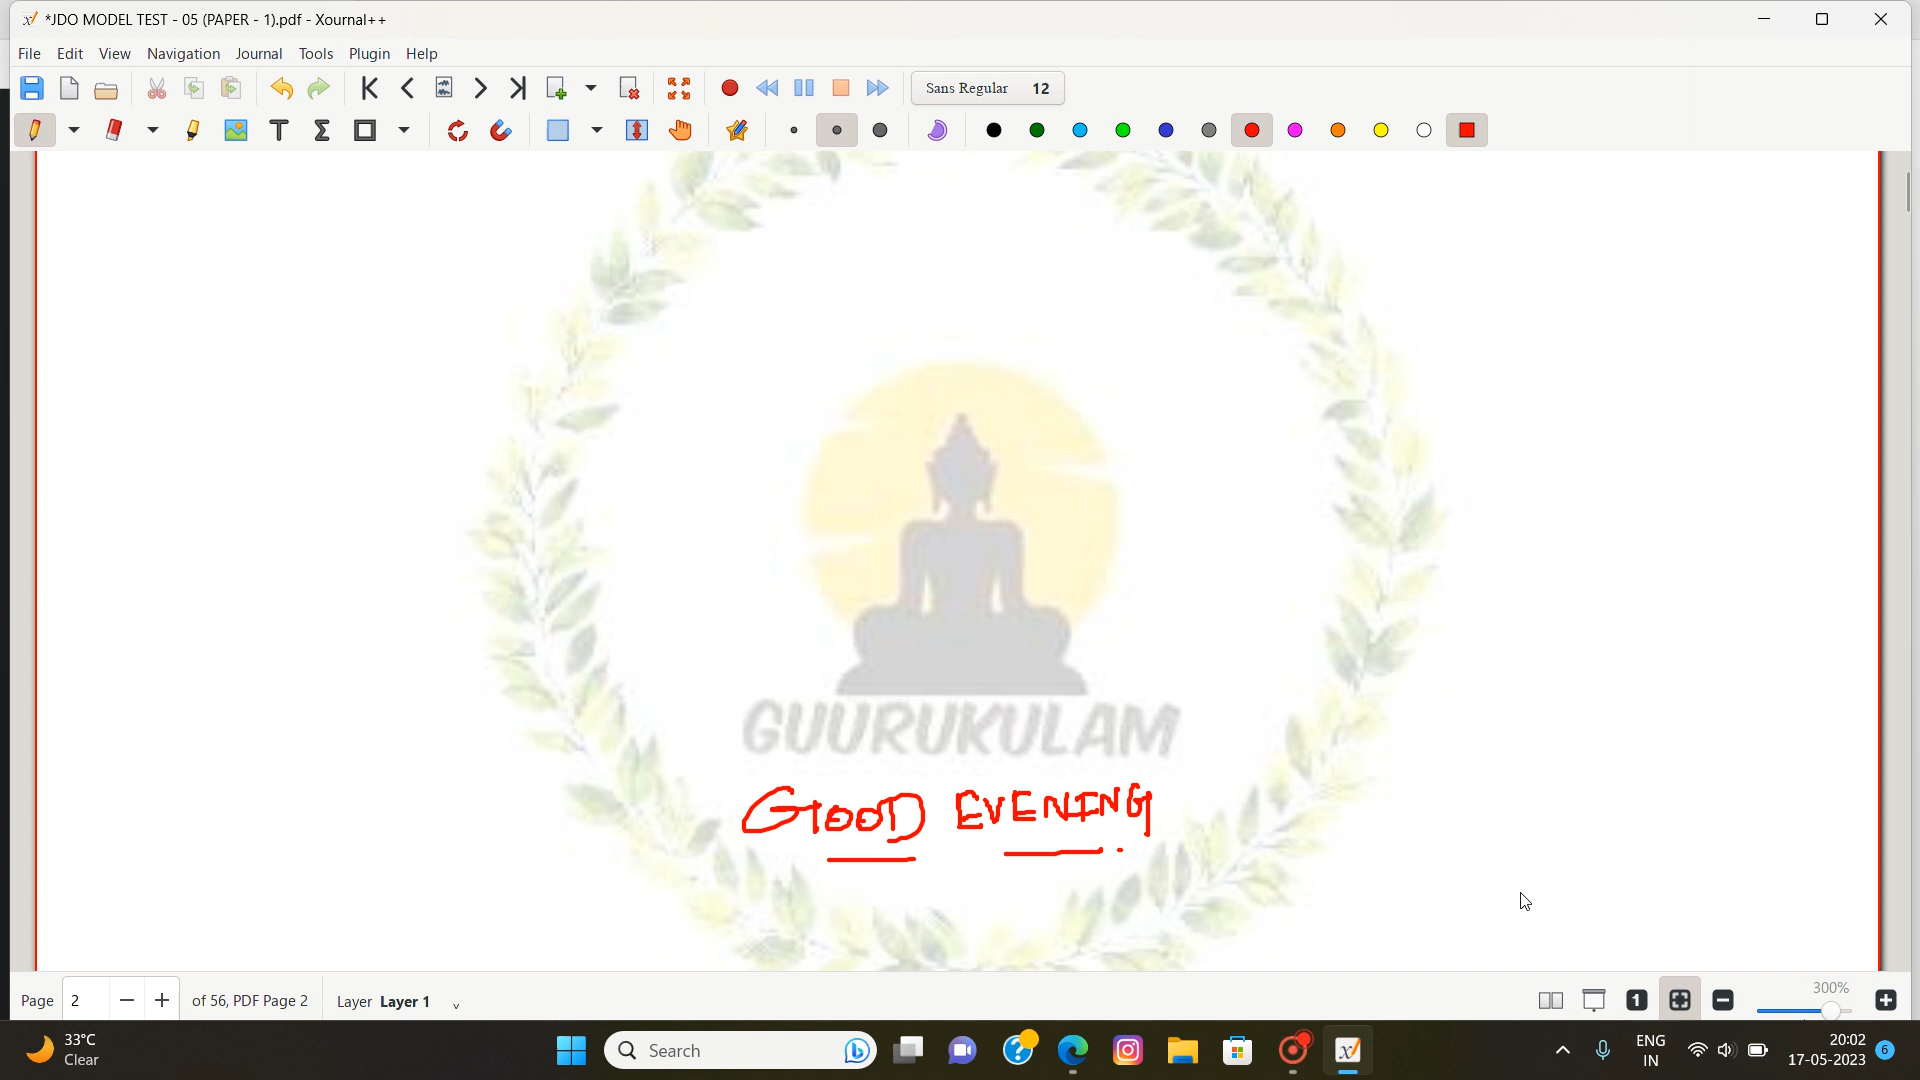 *JDO MODEL TEST - 05 (PAPER - 1).pdf - Xournal++
File Edit View Navigation Journal Tools Plugin Help
Sans Regular 12
GUURUKULAM
GOOD EVENING
Page 2 of 56, PDF Page 2 Layer Layer 1 300%
33°C
Clear
Search
ENG
IN
20:02
17-05-2023
6